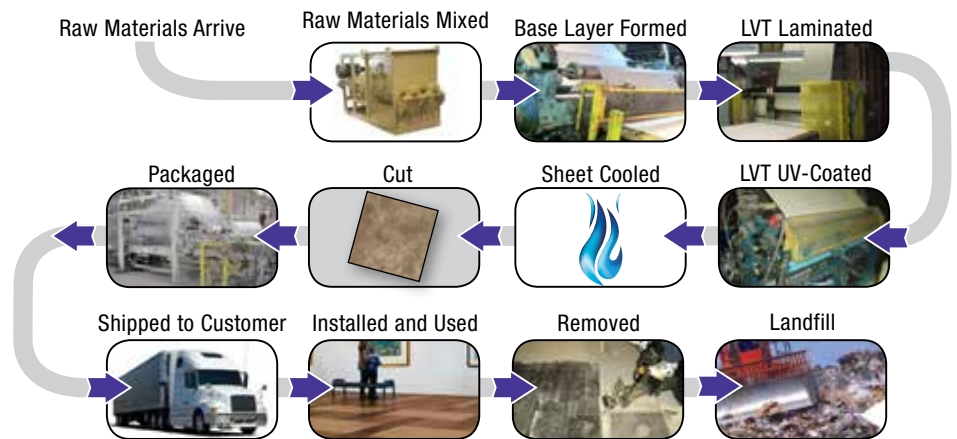 Raw Materials Arrive
Raw Materials Mixed
Base Layer Formed
LVT Laminated
LVT UV-Coated
Sheet Cooled
Cut
Packaged
Shipped to Customer
Installed and Used
Removed
Landfill